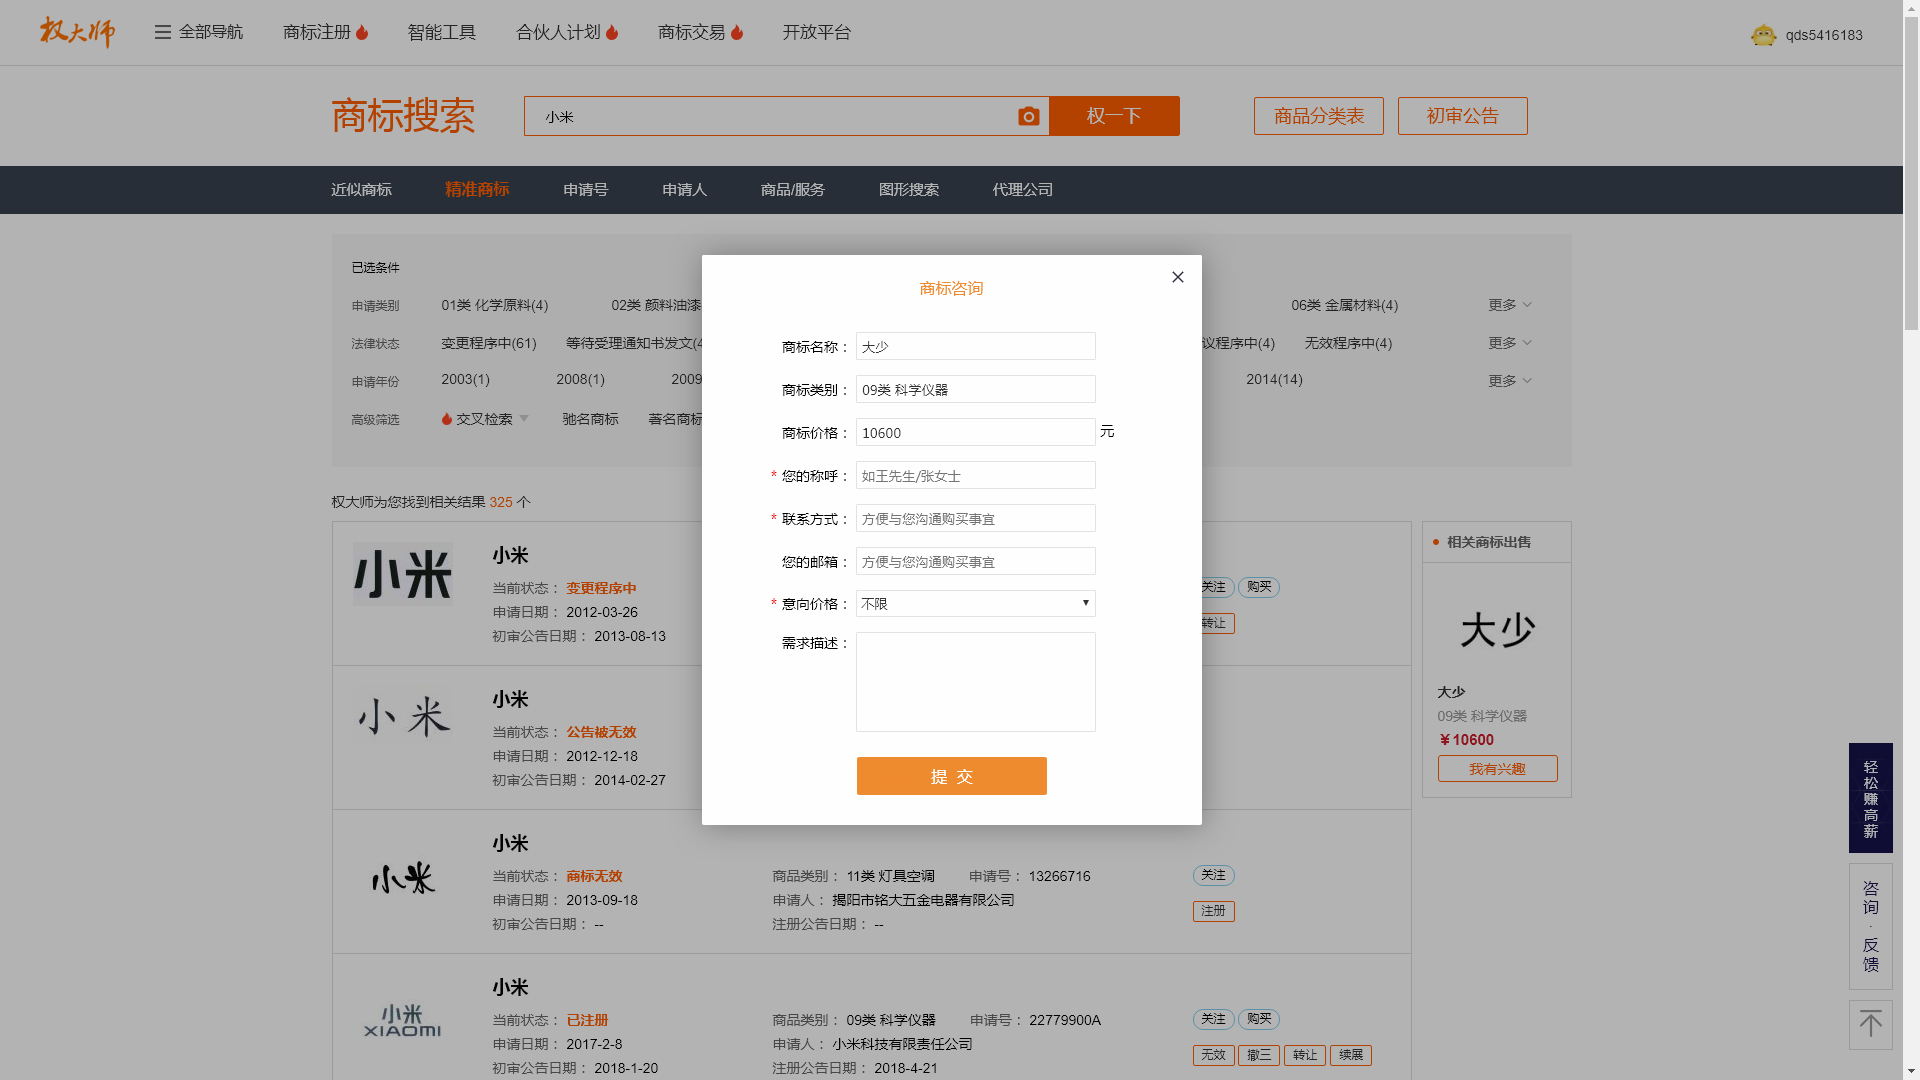 权大师 全部导航 商标注册 智能工具 合伙人计划 商标交易 开放平台 qds5416183
商标搜索 小米 权一下 商品分类表 初审公告
近似商标 精准商标 申请号 申请人 商品/服务 图形搜索 代理公司
已选条件
申请类别 01类 化学原料(4) 02类 颜料油漆 06类 金属材料(4) 更多
法律状态 变更程序中(61) 等待受理通知书发文(4 议程序中(4) 无效程序中(4) 更多
申请年份 2003(1) 2008(1) 2009 2014(14) 更多
高级筛选 交叉检索 驰名商标 著名商标
权大师为您找到相关结果 325 个
商标咨询
商标名称： 大少
商标类别： 09类 科学仪器
商标价格： 10600 元
* 您的称呼： 如王先生/张女士
* 联系方式： 方便与您沟通购买事宜
您的邮箱： 方便与您沟通购买事宜
* 意向价格： 不限
需求描述：
提 交
小米
小米
当前状态： 变更程序中
申请日期： 2012-03-26
初审公告日期： 2013-08-13
关注 购买
转让
小米
小米
当前状态： 公告被无效
申请日期： 2012-12-18
初审公告日期： 2014-02-27
小米
小米
当前状态： 商标无效 商品类别： 11类 灯具空调 申请号： 13266716
申请日期： 2013-09-18 申请人： 揭阳市铭大五金电器有限公司
初审公告日期： -- 注册公告日期： --
关注
注册
小米
XIAOMI
小米
当前状态： 已注册 商品类别： 09类 科学仪器 申请号： 22779900A
申请日期： 2017-2-8 申请人： 小米科技有限责任公司
初审公告日期： 2018-1-20 注册公告日期： 2018-4-21
关注 购买
无效 撤三 转让 续展
相关商标出售
大少
大少
09类 科学仪器
￥10600
我有兴趣
轻松赚高薪
咨询·反馈